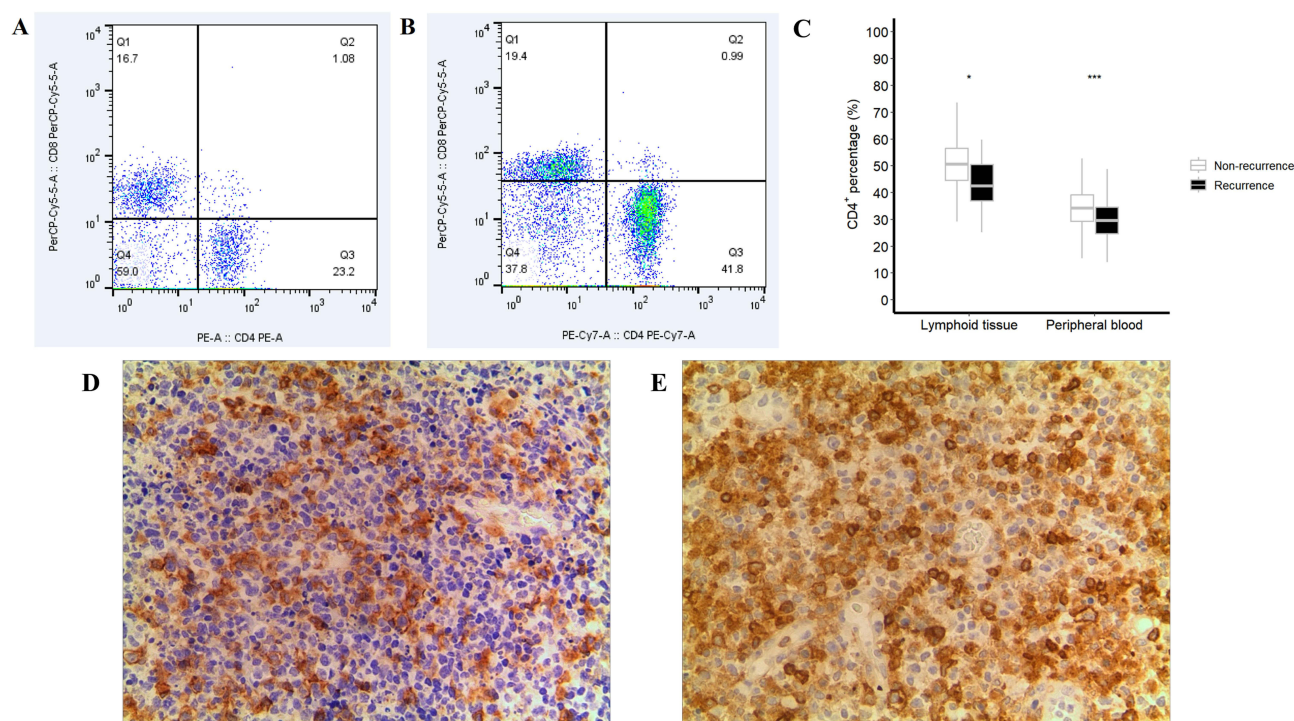 A
PerCP-Cy5-5-A :: CD8 PerCP-Cy5-5-A
10^4
10^3
10^2
10^1
10^0
Q1
16.7
Q2
1.08
Q4
59.0
Q3
23.2
10^0 10^1 10^2 10^3 10^4
PE-A :: CD4 PE-A
B
PerCP-Cy5-5-A :: CD8 PerCP-Cy5-5-A
10^4
10^3
10^2
10^1
10^0
Q1
19.4
Q2
0.99
Q4
37.8
Q3
41.8
10^0 10^1 10^2 10^3 10^4
PE-Cy7-A :: CD4 PE-Cy7-A
C
CD4+ percentage (%)
100
90
80
70
60
50
40
30
20
10
0
* ***
Lymphoid tissue Peripheral blood
Non-recurrence
Recurrence
D
E